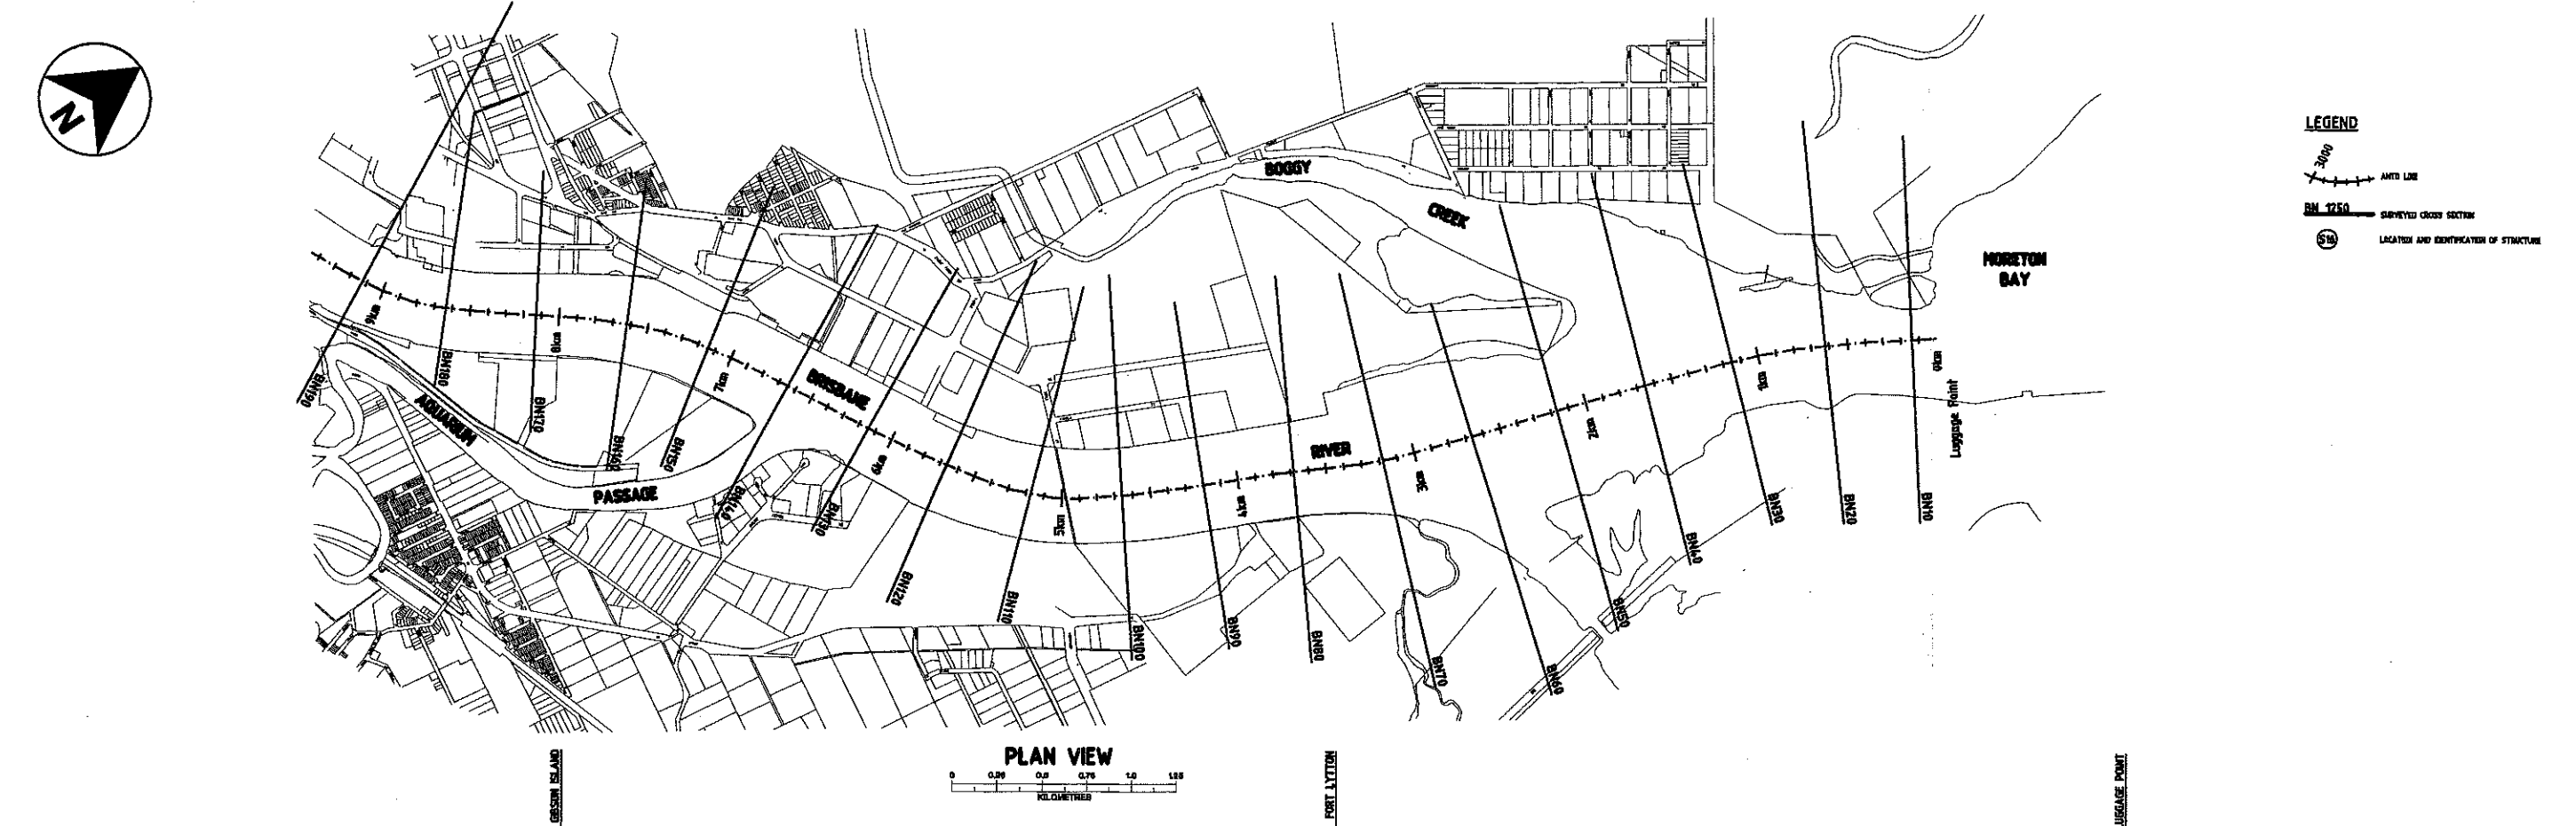 N
LEGEND
3000
AMTD LINE
BN 1250
SURVEYED CROSS SECTION
S16
LOCATION AND IDENTIFICATION OF STRUCTURE
BOGGY
CREEK
MORETON
BAY
9km
8km
7km
6km
5km
4km
3km
2km
1km
0km
Luggage Point
BRISBANE
RIVER
AQUARIUM
PASSAGE
BN190
BN180
BN170
BN160
BN150
BN140
BN130
BN120
BN110
BN100
BN90
BN80
BN70
BN60
BN50
BN40
BN30
BN20
BN10
PLAN VIEW
0 0.25 0.5 0.75 1.0 1.25
KILOMETRES
GIBSON ISLAND
FORT LYTTON
LUGGAGE POINT